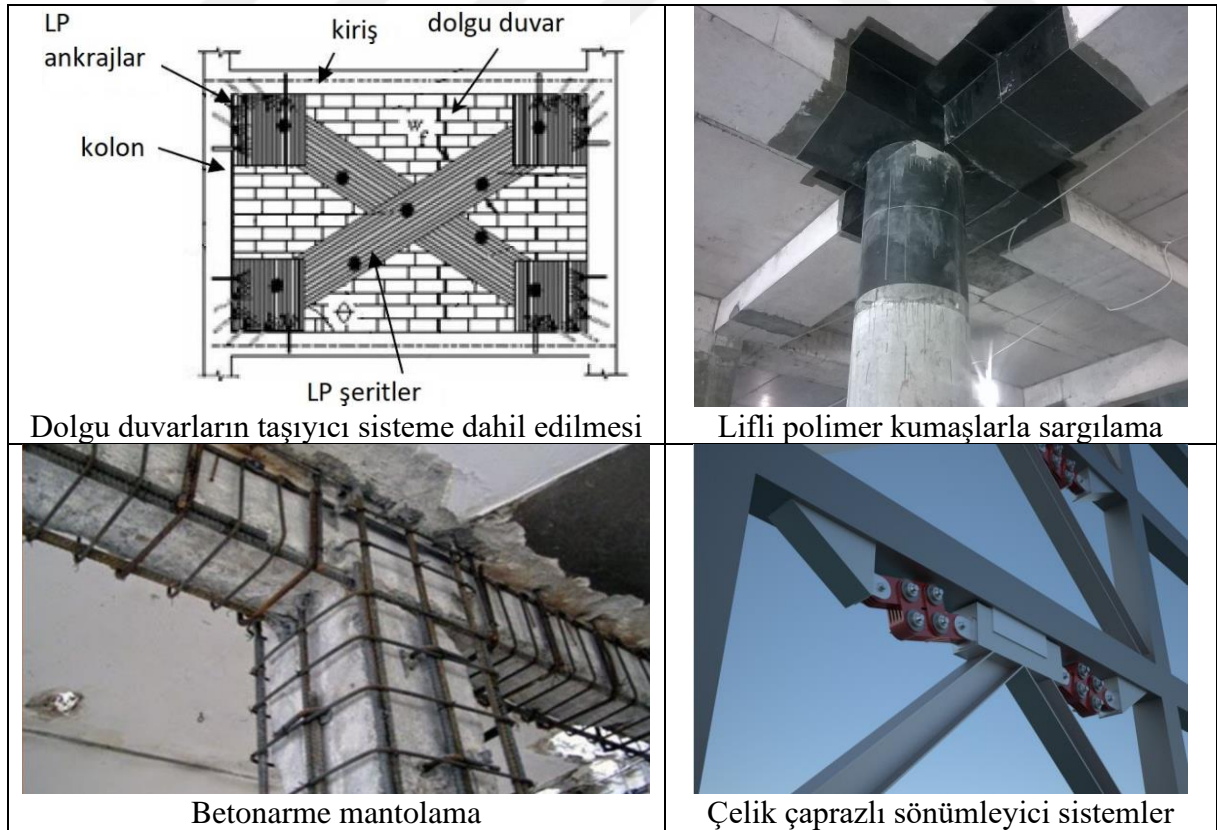 LP
ankrajlar
kiriş
dolgu duvar
kolon
w_f
θ
LP şeritler
Dolgu duvarların taşıyıcı sisteme dahil edilmesi
Lifli polimer kumaşlarla sargılama
Betonarme mantolama
Çelik çaprazlı sönümleyici sistemler